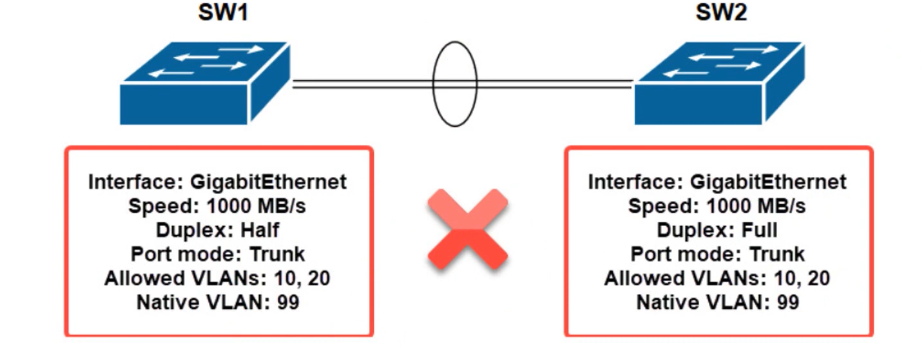 SW1
SW2
Interface: GigabitEthernet
Speed: 1000 MB/s
Duplex: Half
Port mode: Trunk
Allowed VLANs: 10, 20
Native VLAN: 99
Interface: GigabitEthernet
Speed: 1000 MB/s
Duplex: Full
Port mode: Trunk
Allowed VLANs: 10, 20
Native VLAN: 99